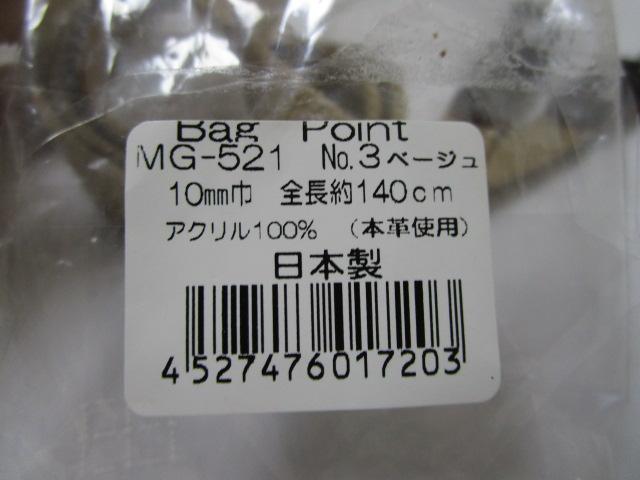 Bag Point
MG-521 No.3ベージュ
10mm巾 全長約140cm
アクリル100% (本革使用)
日本製
4527476017203